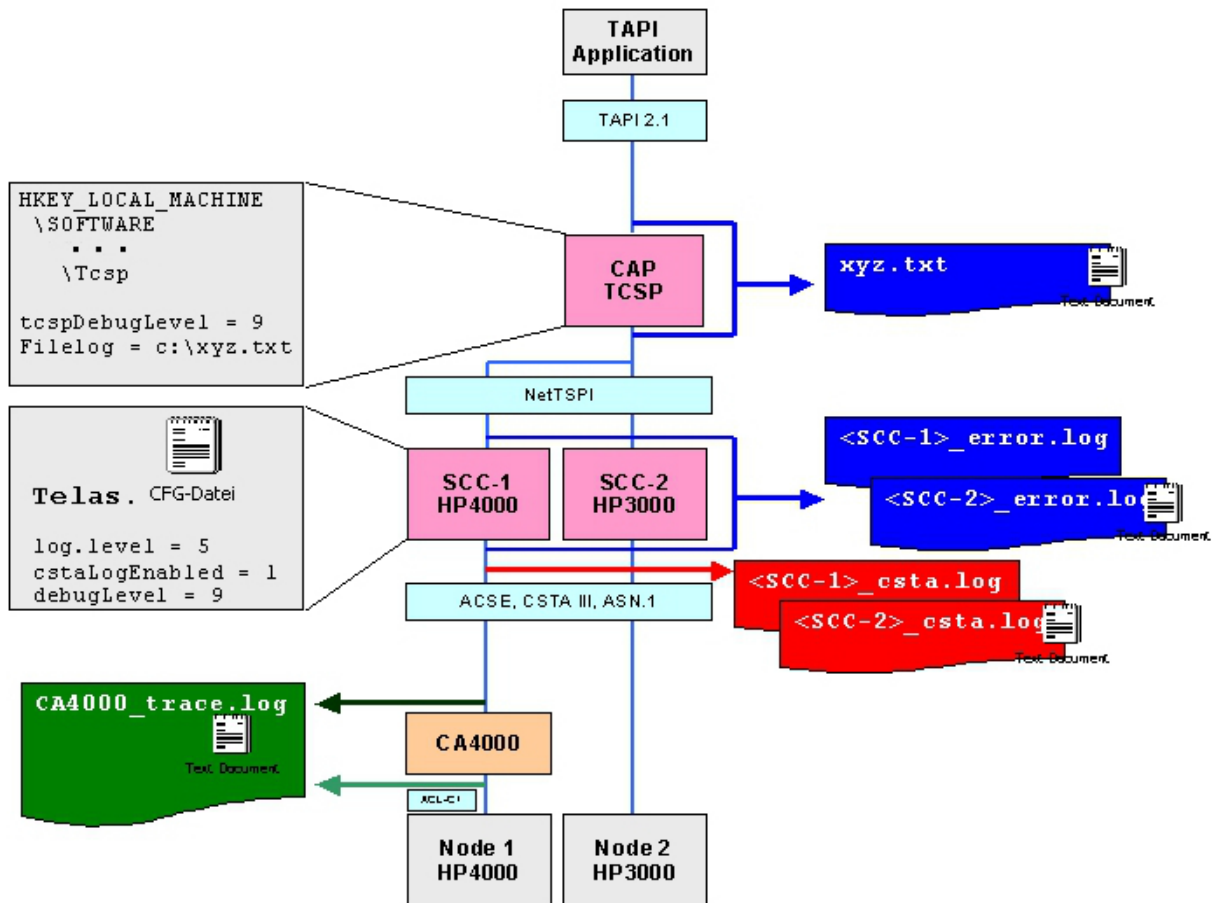 TAPI
Application
TAPI 2.1
HKEY_LOCAL_MACHINE
\SOFTWARE
. . .
\Tcsp
tcspDebugLevel = 9
Filelog = c:\xyz.txt
CAP
TCSP
xyz.txt
Text Document
NetTSPI
Telas. CFG-Datei
log.level = 5
cstaLogEnabled = 1
debugLevel = 9
SCC-1
HP4000
SCC-2
HP3000
<SCC-1>_error.log
<SCC-2>_error.log
Text Document
ACSE, CSTA III, ASN.1
<SCC-1>_csta.log
<SCC-2>_csta.log
Text Document
CA4000_trace.log
Text Document
CA4000
Node 1
HP4000
Node 2
HP3000